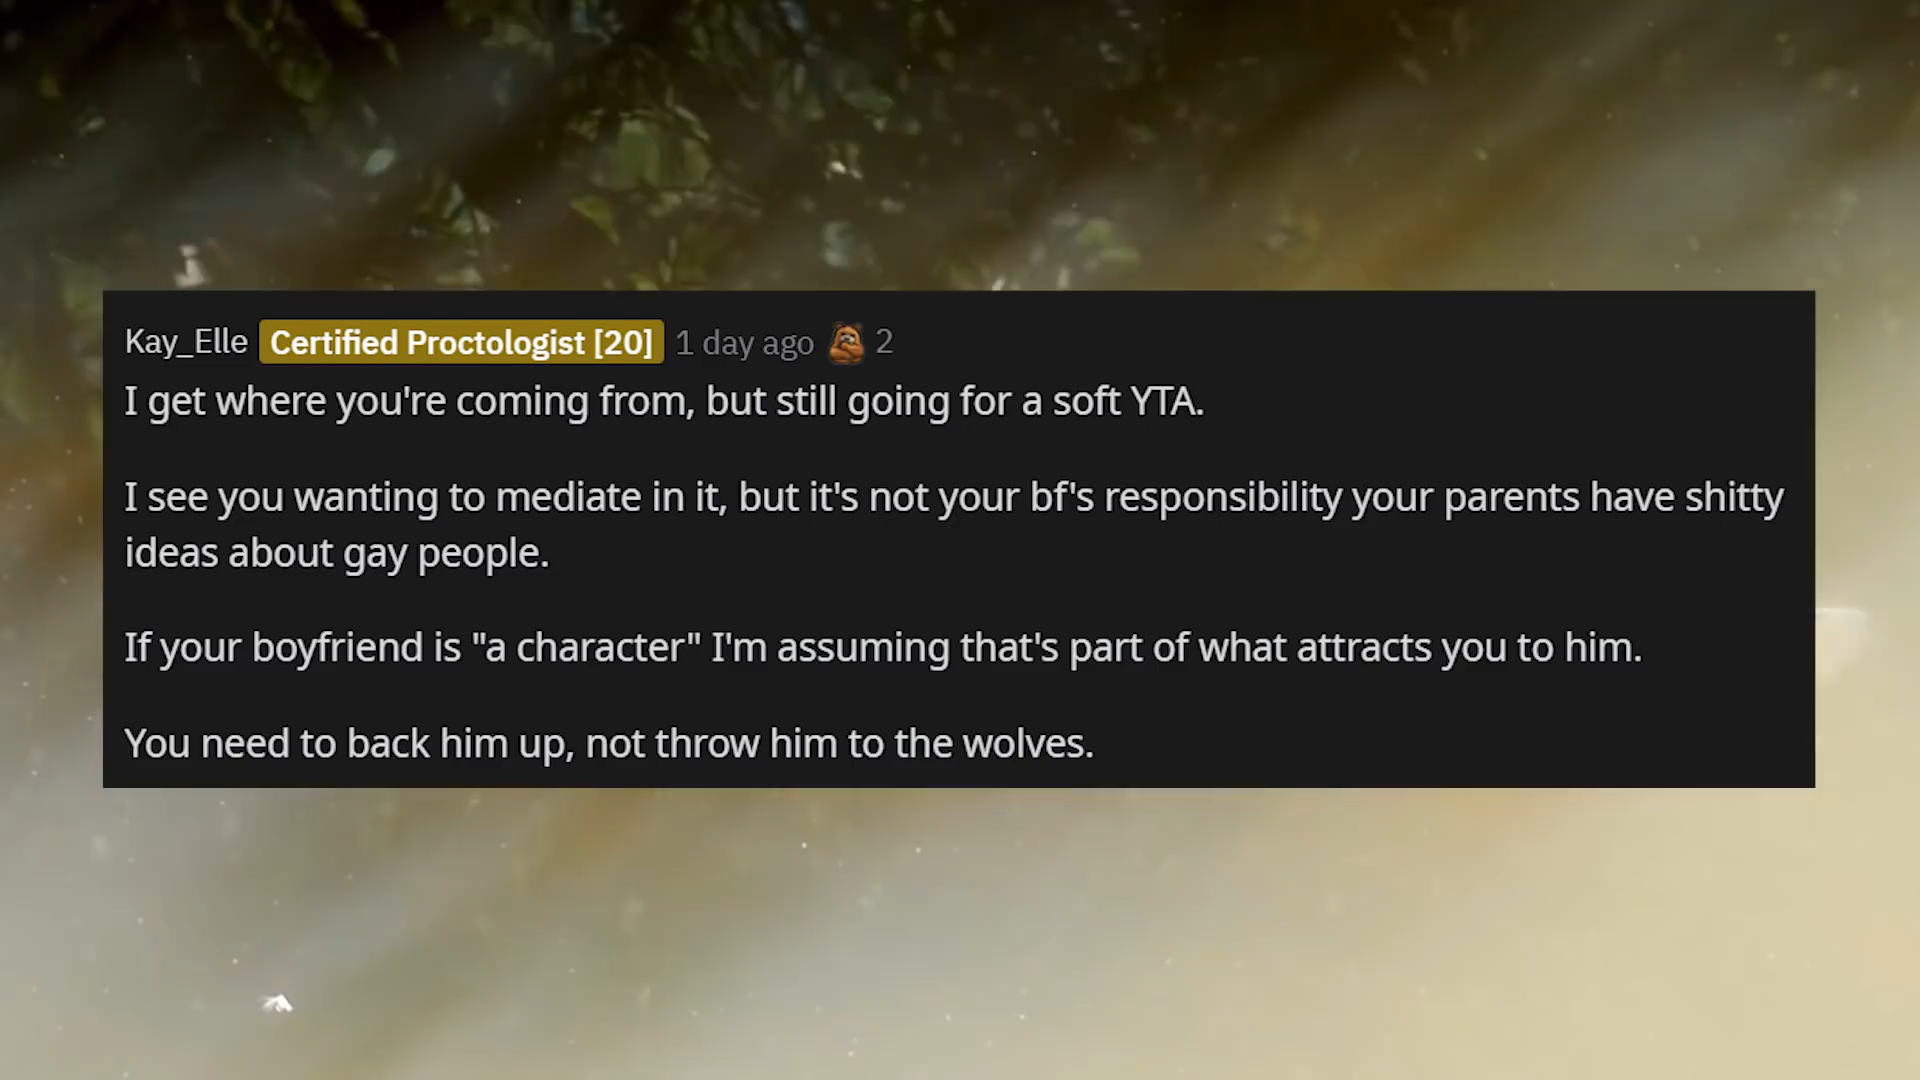 Kay_Elle Certified Proctologist [20] 1 day ago 2
I get where you're coming from, but still going for a soft YTA.
I see you wanting to mediate in it, but it's not your bf's responsibility your parents have shitty
ideas about gay people.
If your boyfriend is "a character" I'm assuming that's part of what attracts you to him.
You need to back him up, not throw him to the wolves.